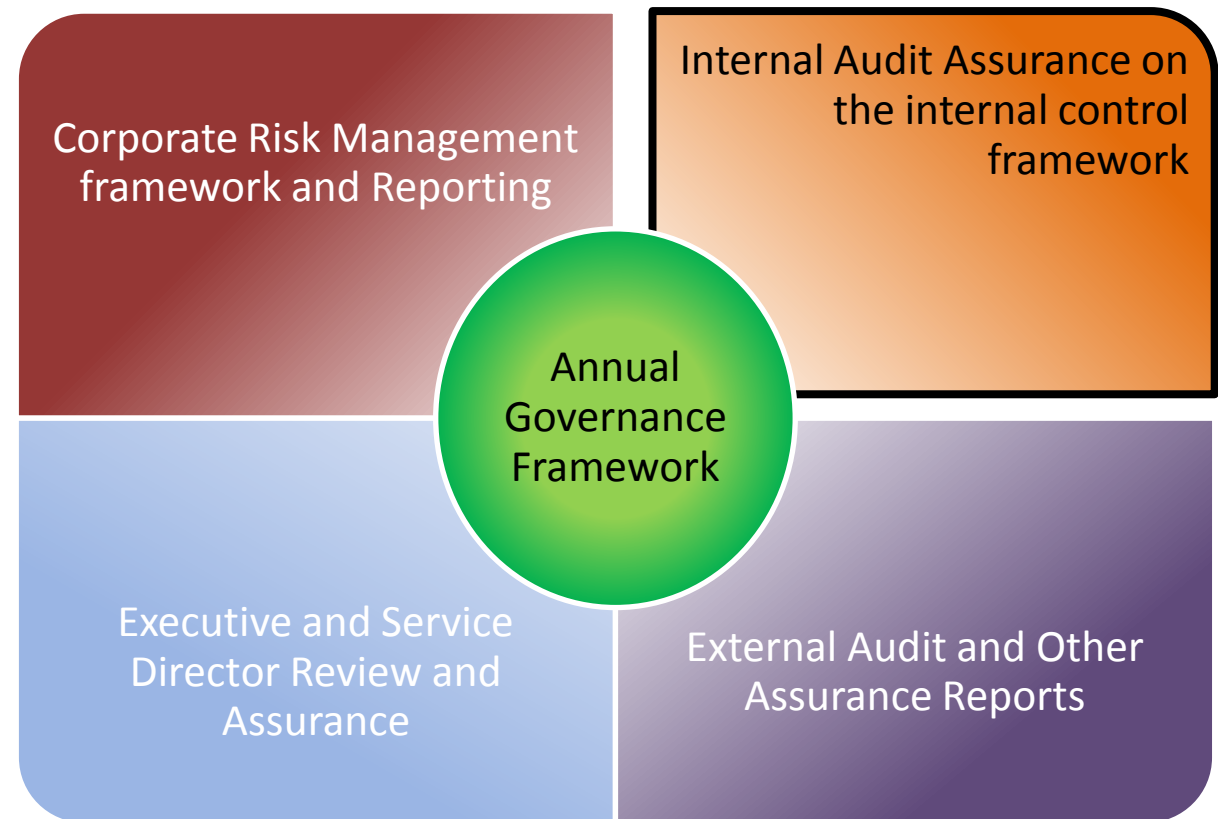 Corporate Risk Management
framework and Reporting
Internal Audit Assurance on
the internal control
framework
Annual
Governance
Framework
Executive and Service
Director Review and
Assurance
External Audit and Other
Assurance Reports